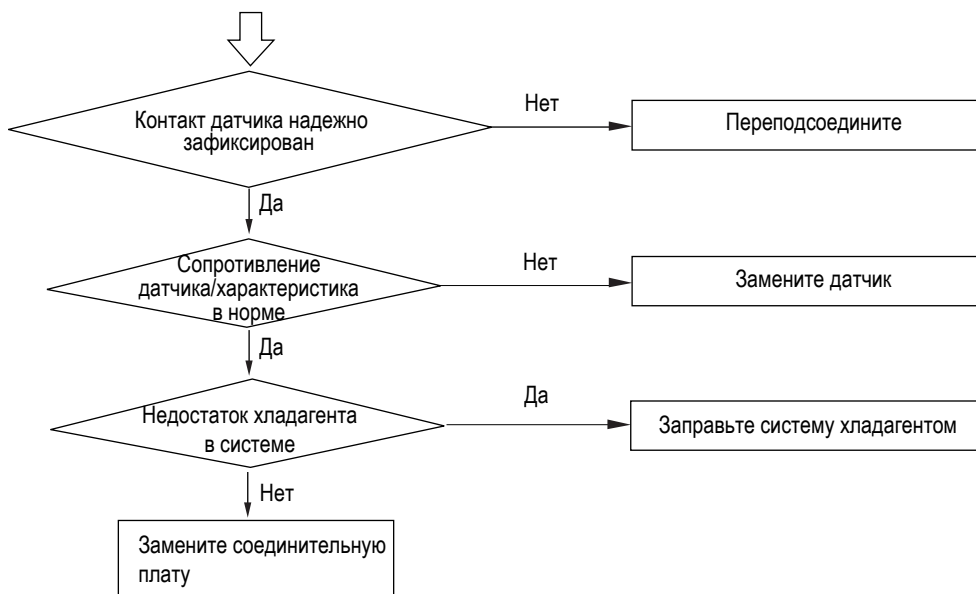 Контакт датчика надежно
зафиксирован
Нет
Переподсоедините
Да
Сопротивление
датчика/характеристика
в норме
Нет
Замените датчик
Да
Недостаток хладагента
в системе
Да
Заправьте систему хладагентом
Нет
Замените соединительную
плату